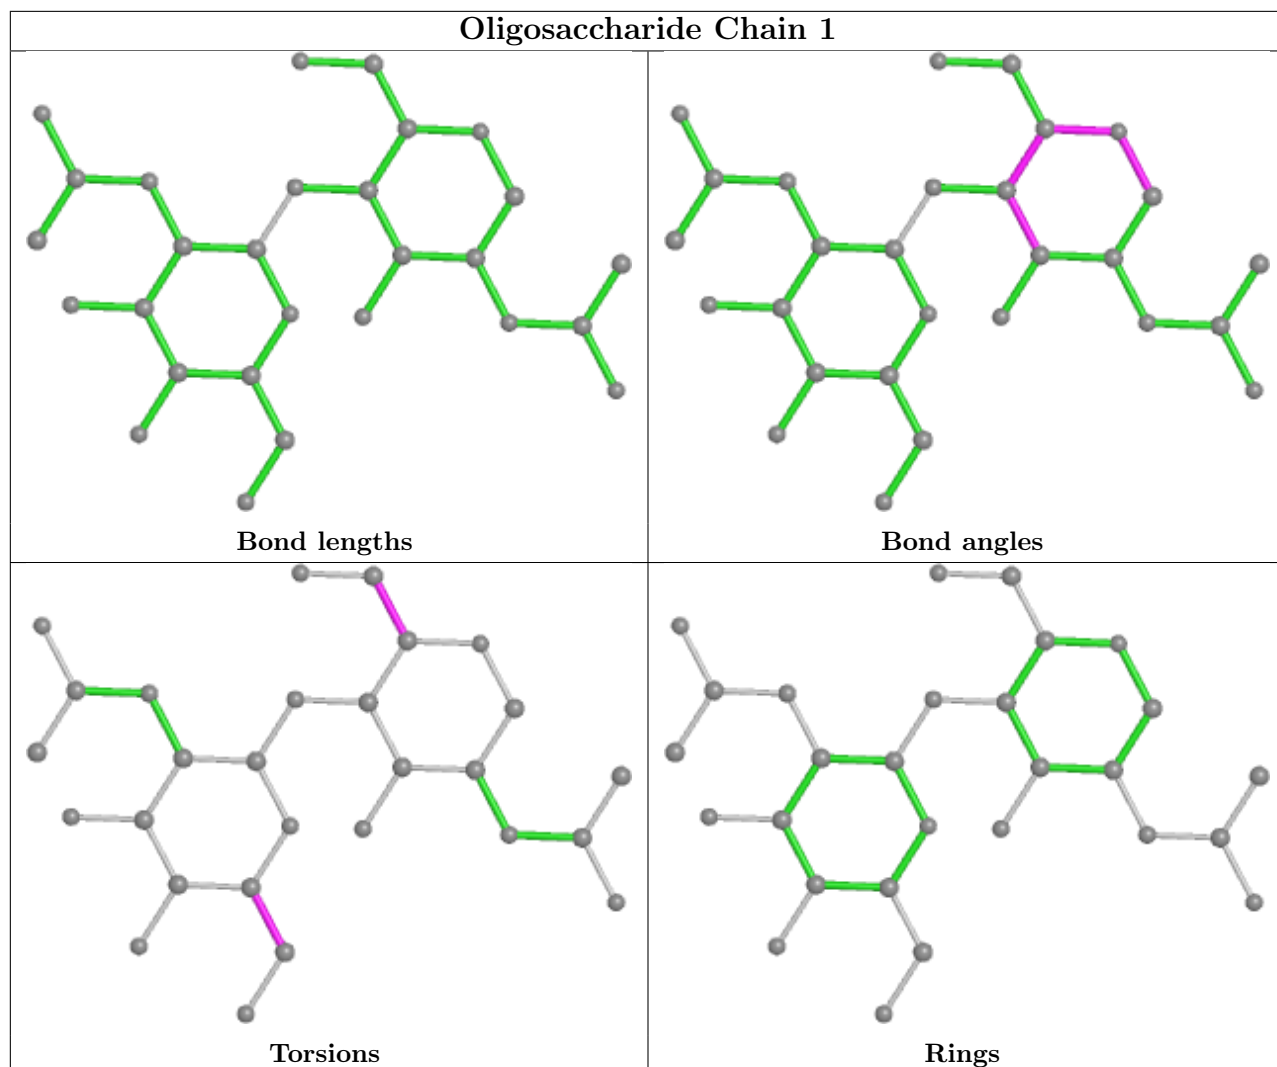 Oligosaccharide Chain 1
Bond lengths
Bond angles
Torsions
Rings